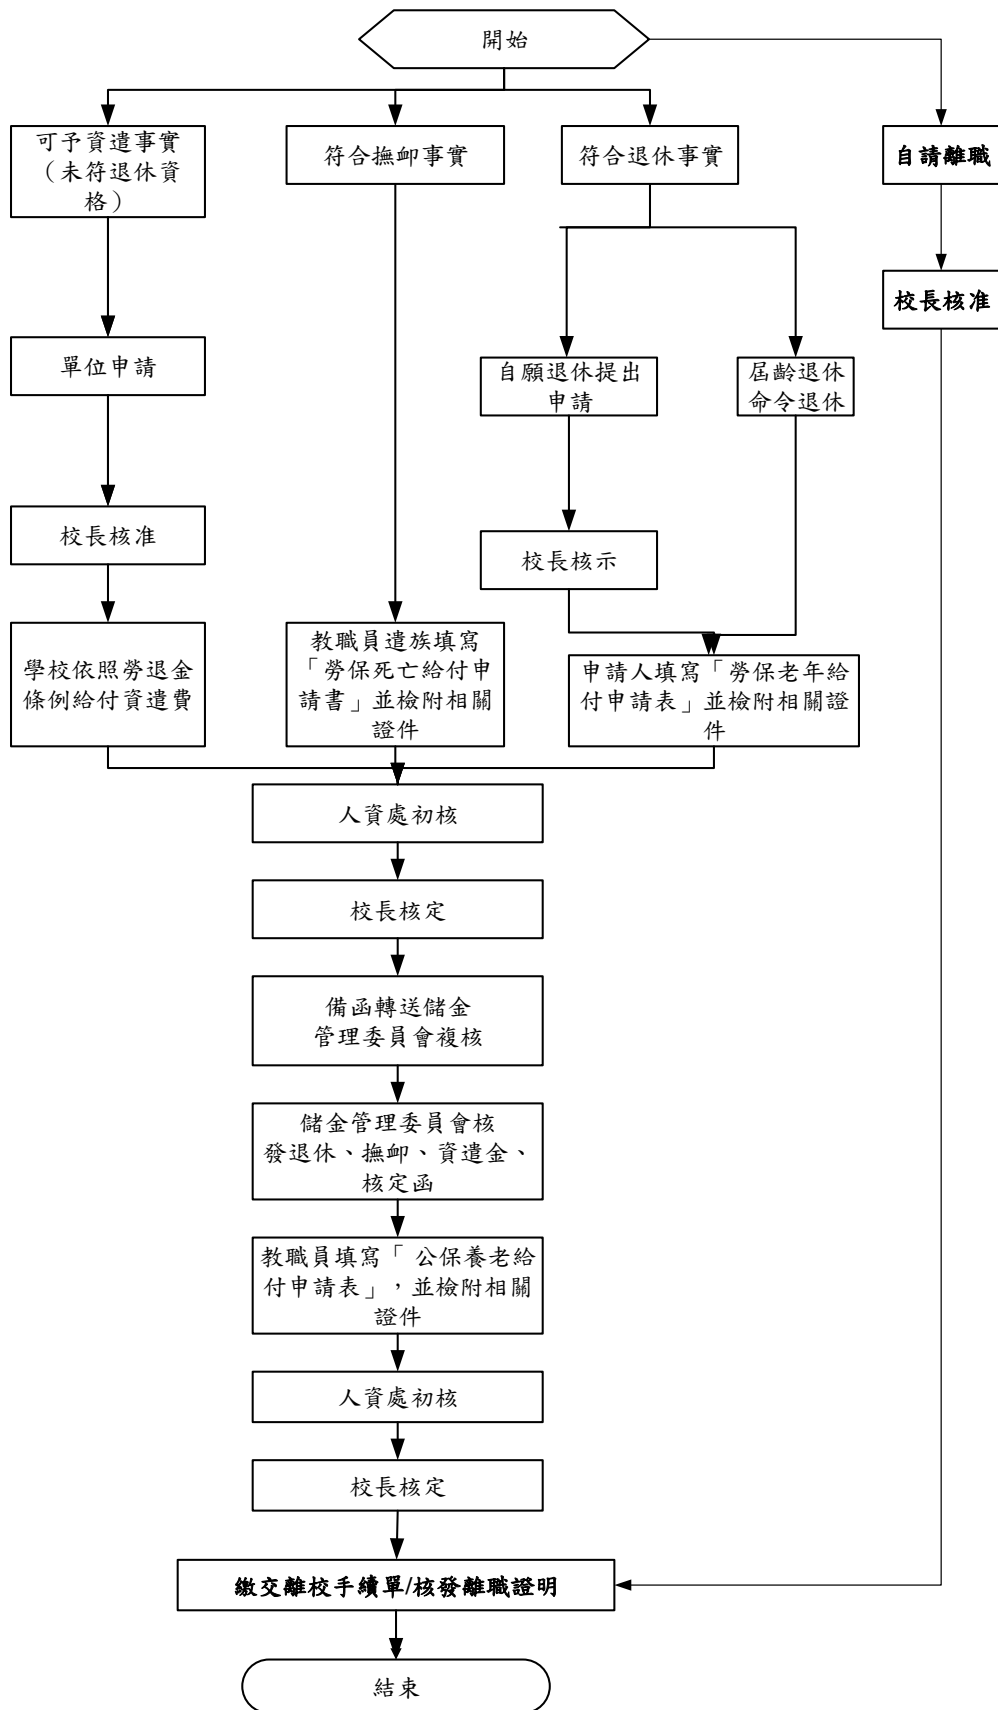 開始
可予資遣事實
（未符退休資
格）
符合撫卹事實
符合退休事實
自請離職
校長核准
單位申請
自願退休提出
申請
屆齡退休
命令退休
校長核准
校長核示
學校依照勞退金
條例給付資遣費
教職員遺族填寫
「勞保死亡給付申
請書」並檢附相關
證件
申請人填寫「勞保老年給
付申請表」並檢附相關證
件
人資處初核
校長核定
備函轉送儲金
管理委員會複核
儲金管理委員會核
發退休、撫卹、資遣金、
核定函
教職員填寫「 公保養老給
付申請表」，並檢附相關
證件
人資處初核
校長核定
繳交離校手續單/核發離職證明
結束